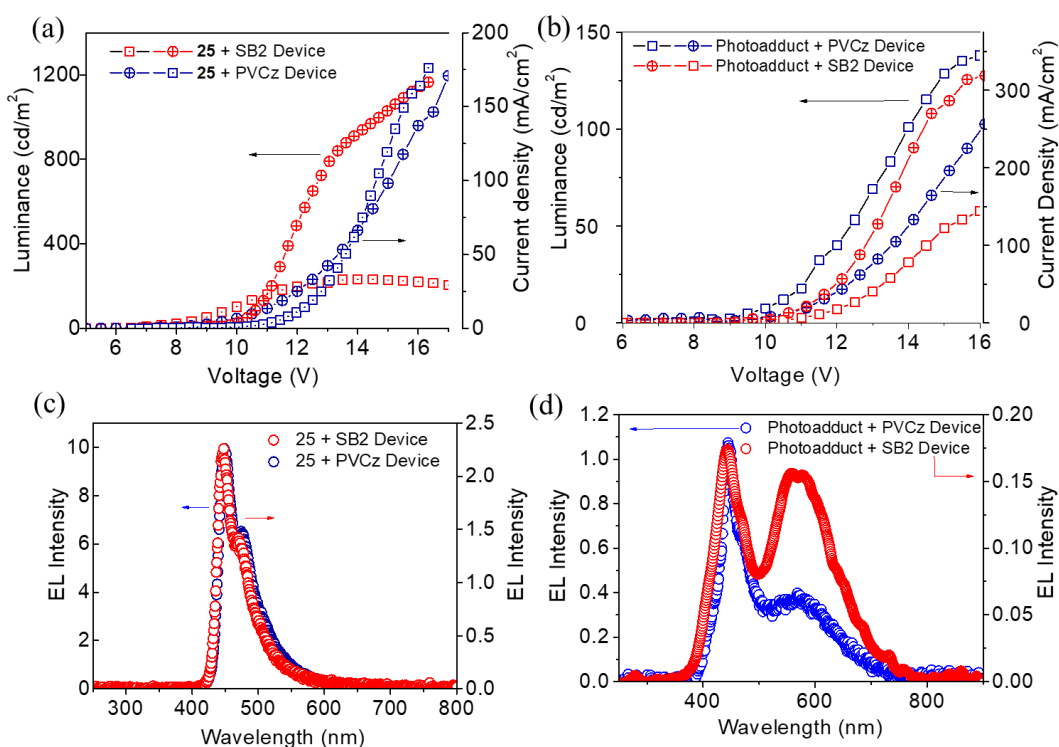 (a)
25 + SB2 Device
25 + PVCz Device
Luminance (cd/m²)
0
400
800
1200
Current density (mA/cm²)
0
50
100
150
200
6 8 10 12 14 16
Voltage (V)
(b)
Photoadduct + PVCz Device
Photoadduct + SB2 Device
Luminance (cd/m²)
0
50
100
150
Current density (mA/cm²)
0
100
200
300
6 8 10 12 14 16
Voltage (V)
(c)
25 + SB2 Device
25 + PVCz Device
EL Intensity
0
2
4
6
8
10
EL Intensity
0.0
0.5
1.0
1.5
2.0
2.5
300 400 500 600 700 800
Wavelength (nm)
(d)
Photoadduct + PVCz Device
Photoadduct + SB2 Device
EL Intensity
0.0
0.2
0.4
0.6
0.8
1.0
1.2
EL Intensity
0.00
0.05
0.10
0.15
0.20
400 600 800
Wavelength (nm)